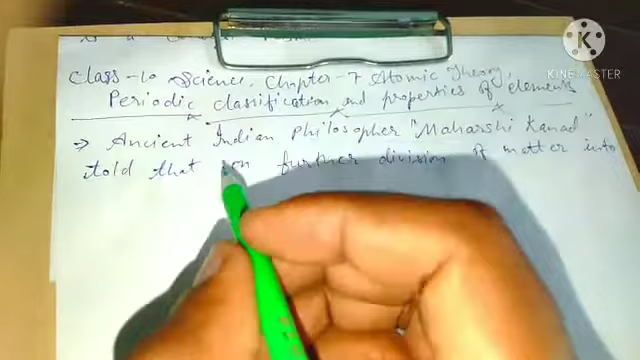 Class-10 Science, Chapter-7 Atomic Theory,
Periodic classification and properties of elements
→ Ancient Indian Philosopher "Maharshi Kanad"
told that on further division of matter into
KINEMASTER